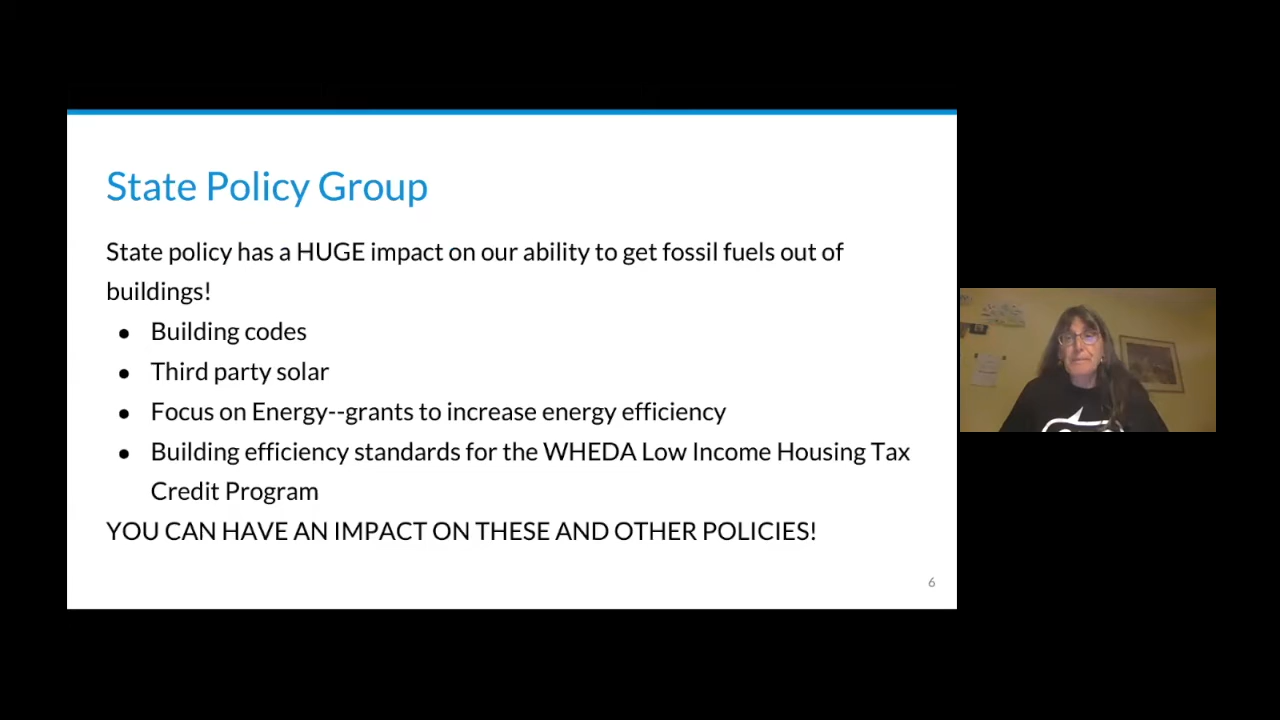 State Policy Group
State policy has a HUGE impact on our ability to get fossil fuels out of
buildings!
● Building codes
● Third party solar
● Focus on Energy--grants to increase energy efficiency
● Building efficiency standards for the WHEDA Low Income Housing Tax
Credit Program
YOU CAN HAVE AN IMPACT ON THESE AND OTHER POLICIES!
6